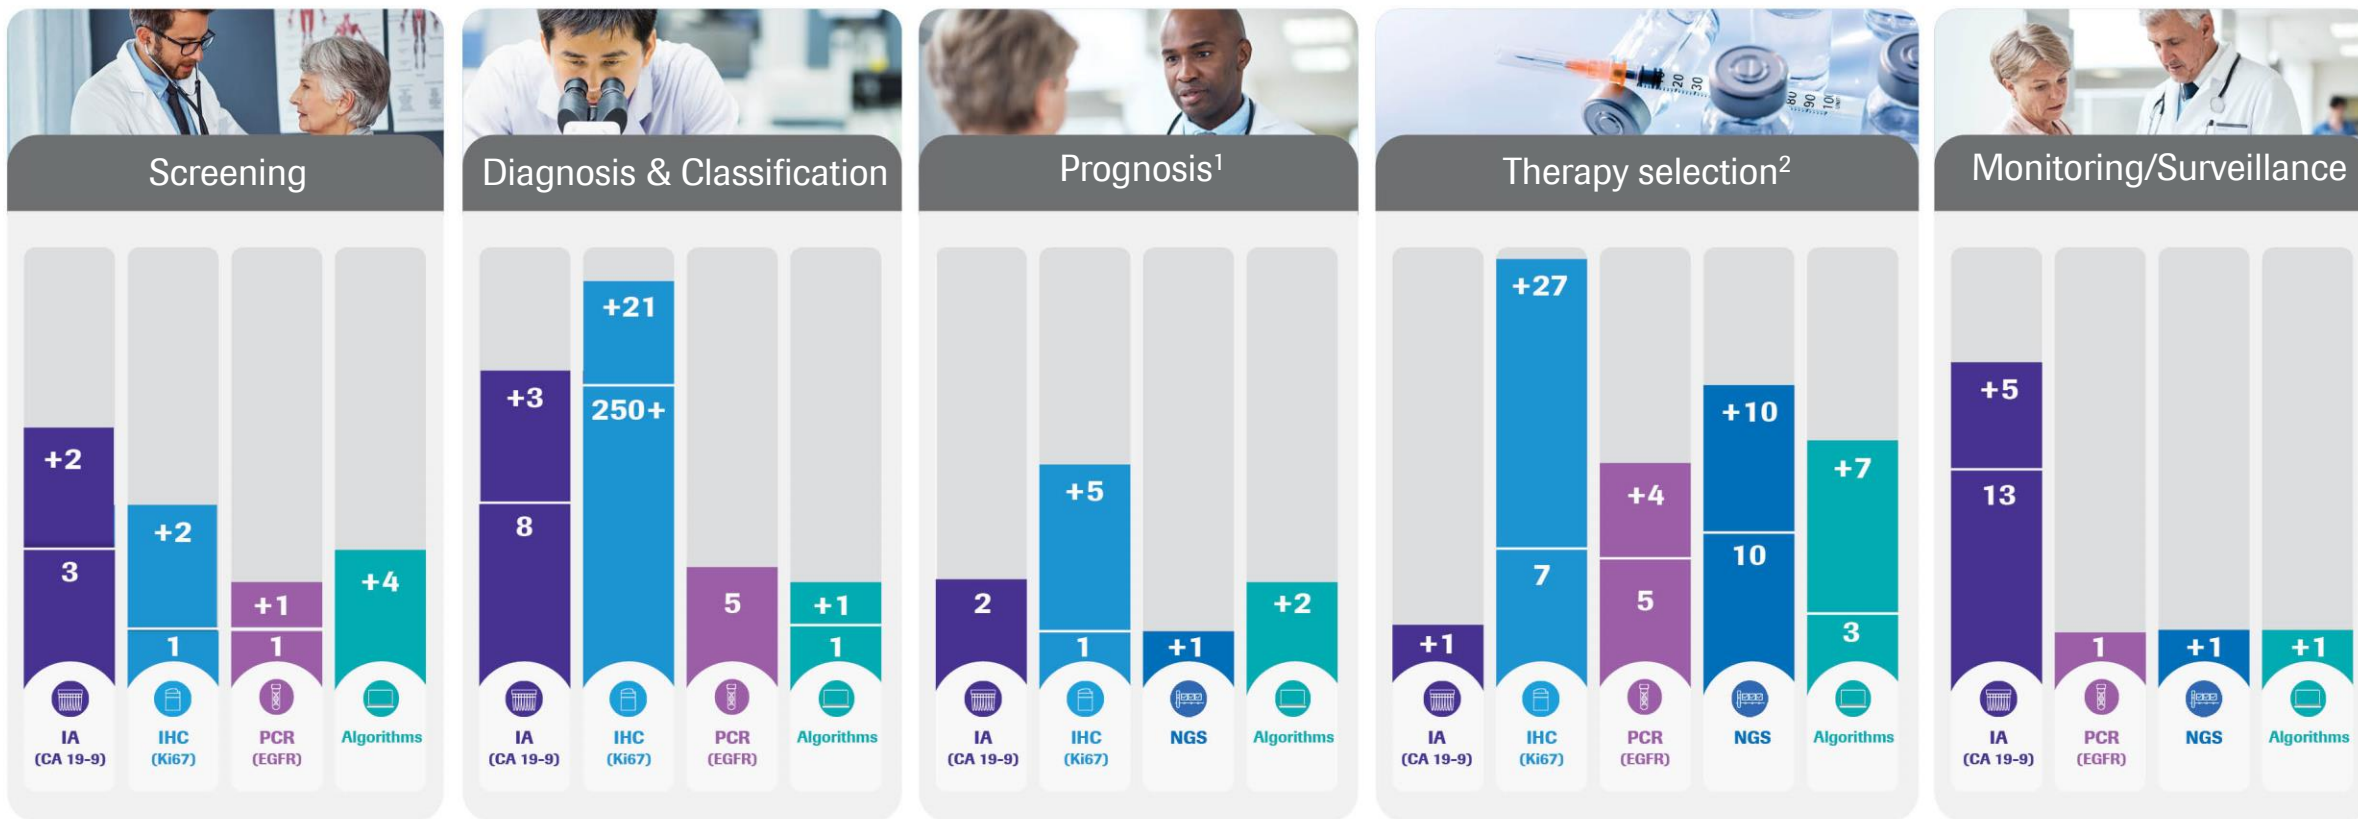 Screening
+2
3
IA
(CA 19-9)
+2
1
IHC
(Ki67)
+1
1
PCR
(EGFR)
+4
Algorithms
Diagnosis & Classification
+3
8
IA
(CA 19-9)
+21
250+
IHC
(Ki67)
5
PCR
(EGFR)
+1
1
Algorithms
Prognosis¹
2
IA
(CA 19-9)
+5
1
IHC
(Ki67)
+1
NGS
+2
Algorithms
20
30
80
90
Therapy selection²
+1
IA
(CA 19-9)
+27
7
IHC
(Ki67)
+4
5
PCR
(EGFR)
+10
10
NGS
+7
3
Algorithms
Monitoring/Surveillance
+5
13
IA
(CA 19-9)
1
PCR
(EGFR)
+1
NGS
+1
Algorithms